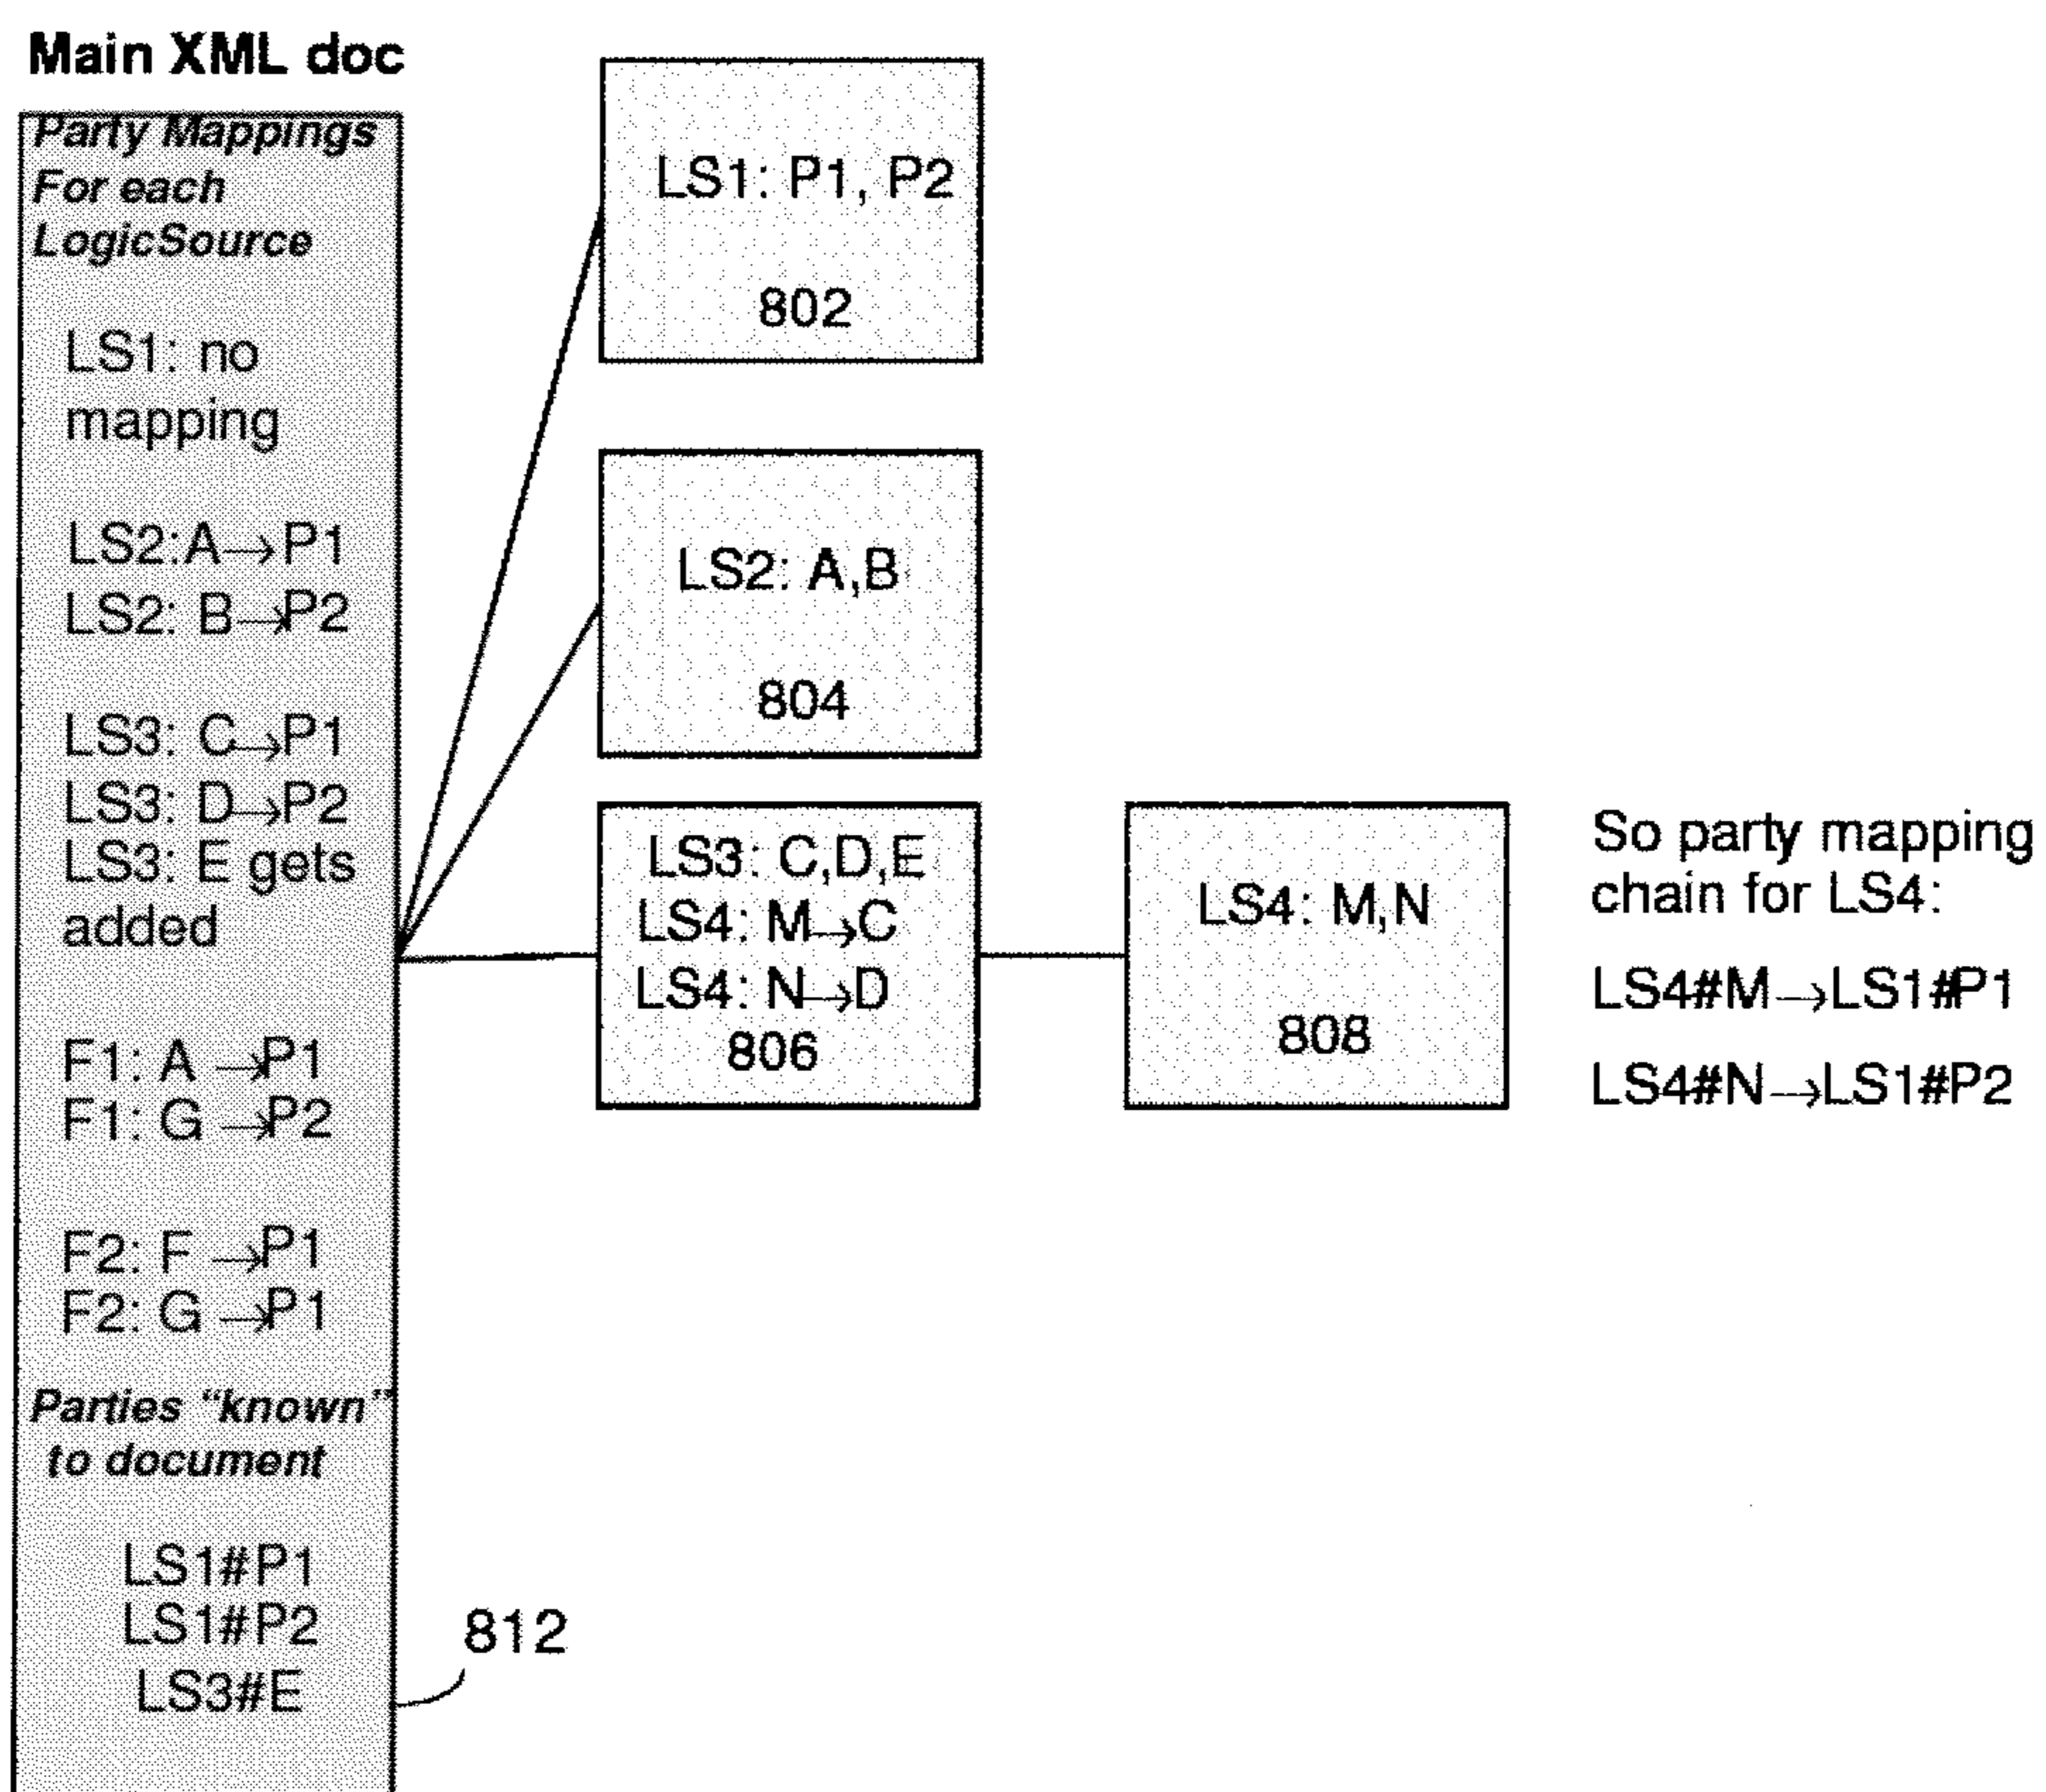 Main XML doc
Party Mappings
For each
LogicSource
LS1: no
mapping
LS2:A→P1
LS2: B→P2
LS3: C→P1
LS3: D→P2
LS3: E gets
added
F1: A →P1
F1: G →P2
F2: F →P1
F2: G →P1
Parties “known”
to document
LS1#P1
LS1#P2
LS3#E
812
LS1: P1, P2
802
LS2: A,B
804
LS3: C,D,E
LS4: M→C
LS4: N→D
806
LS4: M,N
808
So party mapping
chain for LS4:
LS4#M→LS1#P1
LS4#N→LS1#P2